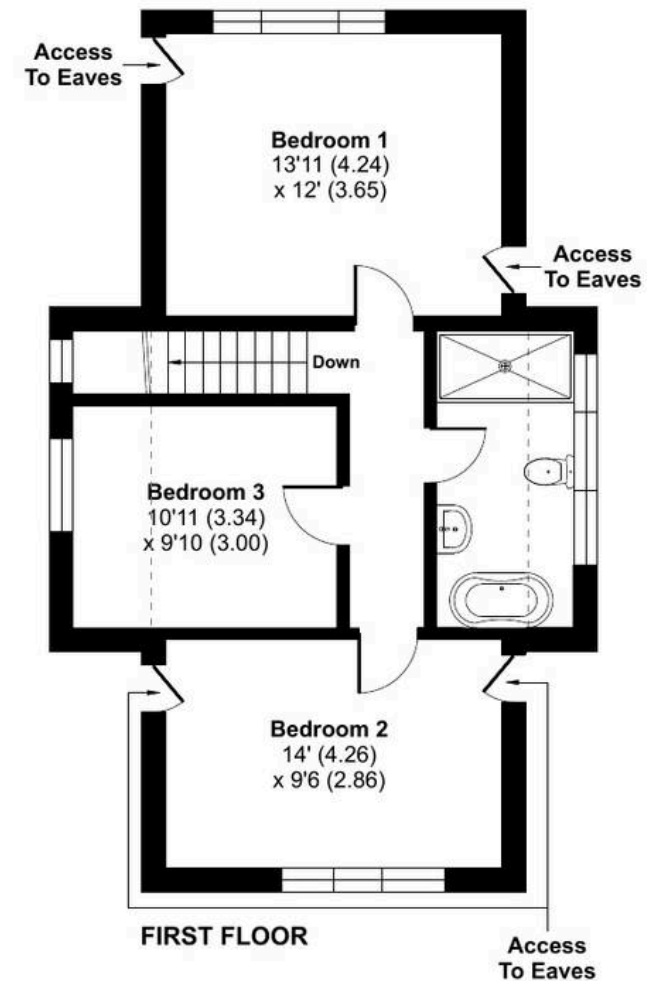 Access
To Eaves
Bedroom 1
13'11 (4.24)
x 12' (3.65)
Access
To Eaves
Down
Bedroom 3
10'11 (3.34)
x 9'10 (3.00)
Bedroom 2
14' (4.26)
x 9'6 (2.86)
FIRST FLOOR
Access
To Eaves